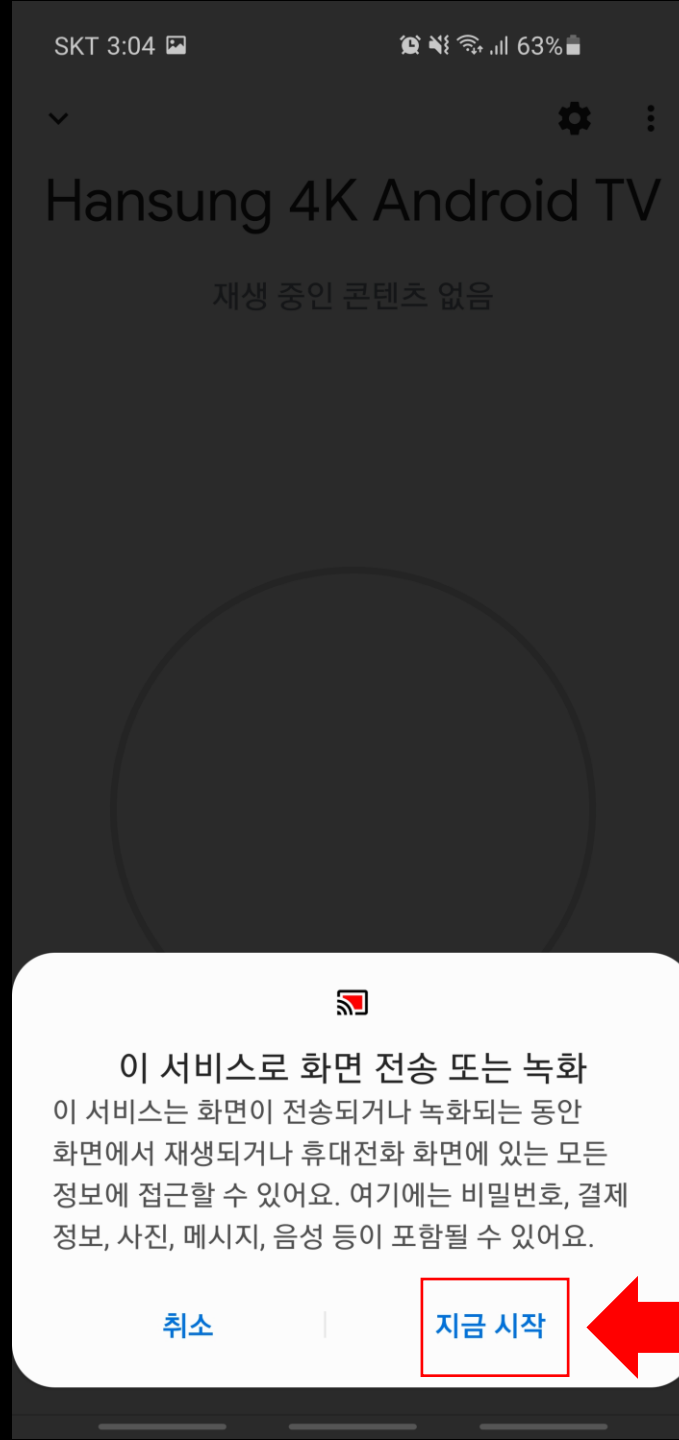 SKT 3:04 63%
Hansung 4K Android TV
재생 중인 콘텐츠 없음
이 서비스로 화면 전송 또는 녹화
이 서비스는 화면이 전송되거나 녹화되는 동안
화면에서 재생되거나 휴대전화 화면에 있는 모든
정보에 접근할 수 있어요. 여기에는 비밀번호, 결제
정보, 사진, 메시지, 음성 등이 포함될 수 있어요.
취소 지금 시작